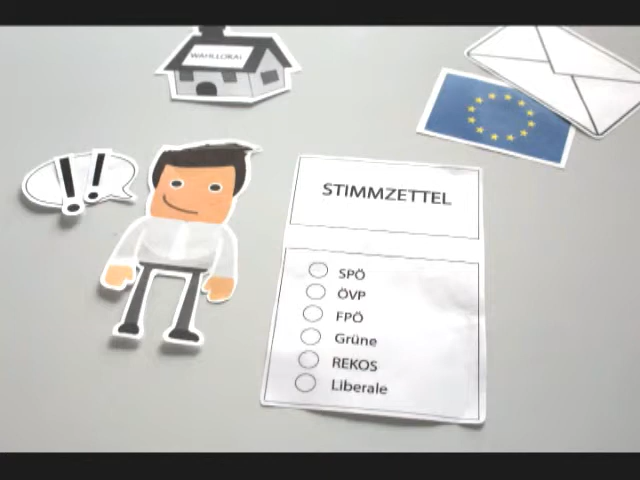 WAHLLOKAL
!!
STIMMZETTEL
SPÖ
ÖVP
FPÖ
Grüne
REKOS
Liberale